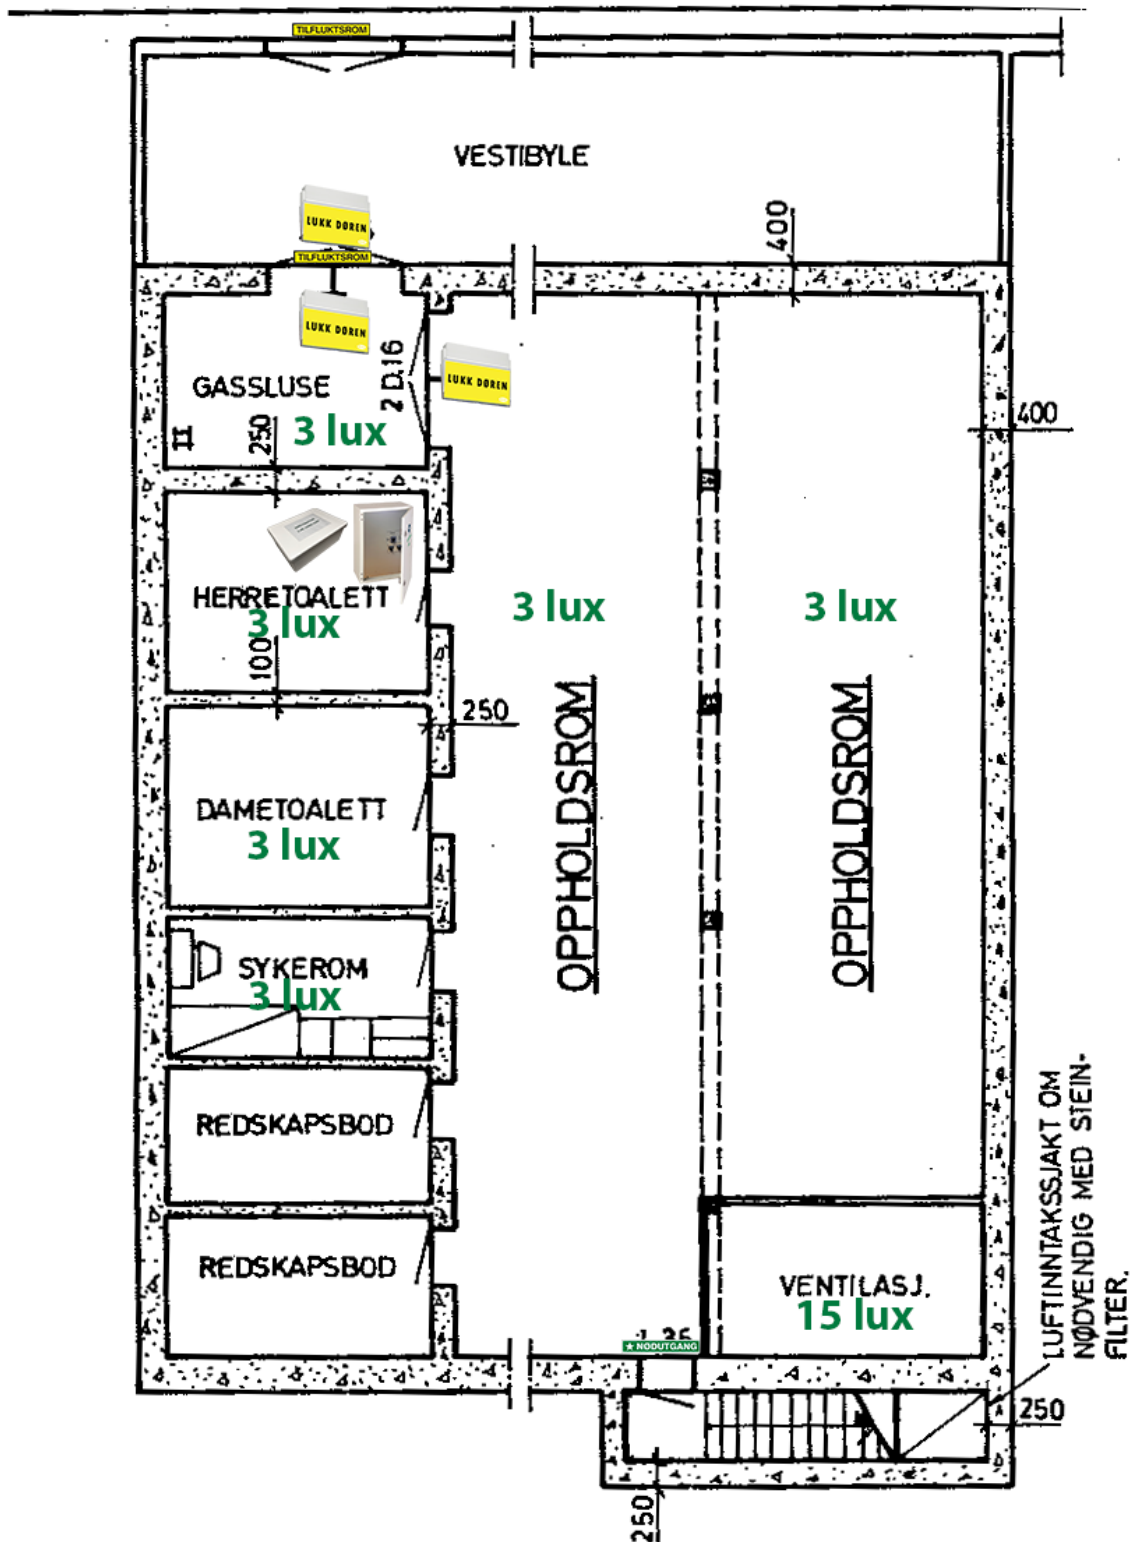 TILFLUKTSROM
VESTIBYLE
400
LUKK DØREN
TILFLUKTSROM
LUKK DØREN
2 D.16
LUKK DØREN
GASSLUSE
3 lux
II
250
400
HERRETOALETT
3 lux
100
3 lux
3 lux
OPPHOLDSROM
OPPHOLDSROM
250
DAMETOALETT
3 lux
SYKEROM
3 lux
REDSKAPSBOD
REDSKAPSBOD
VENTILASJ.
15 lux
NØDUTGANG
LUFTINNTAKSSJAKT OM
NØDVENDIG MED STEIN-
FILTER.
250
250